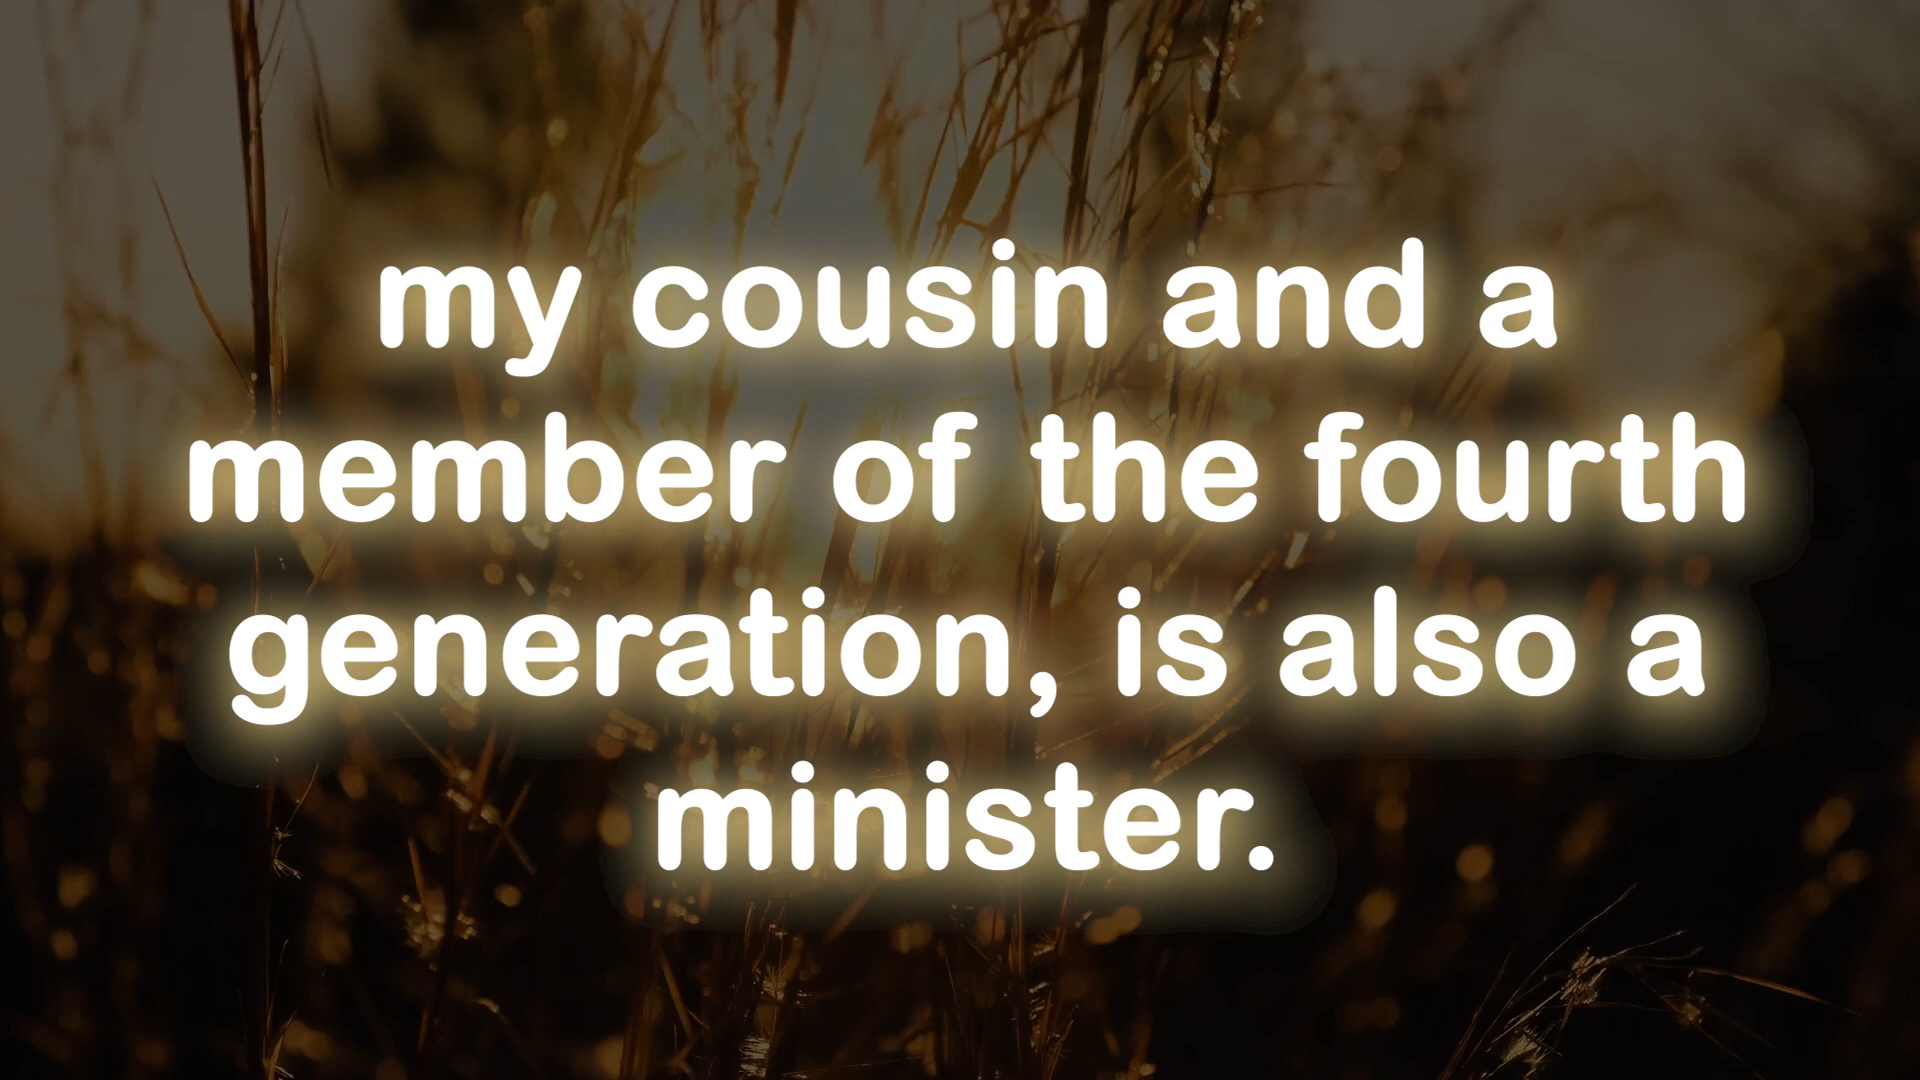 my cousin and a
member of the fourth
generation, is also a
minister.